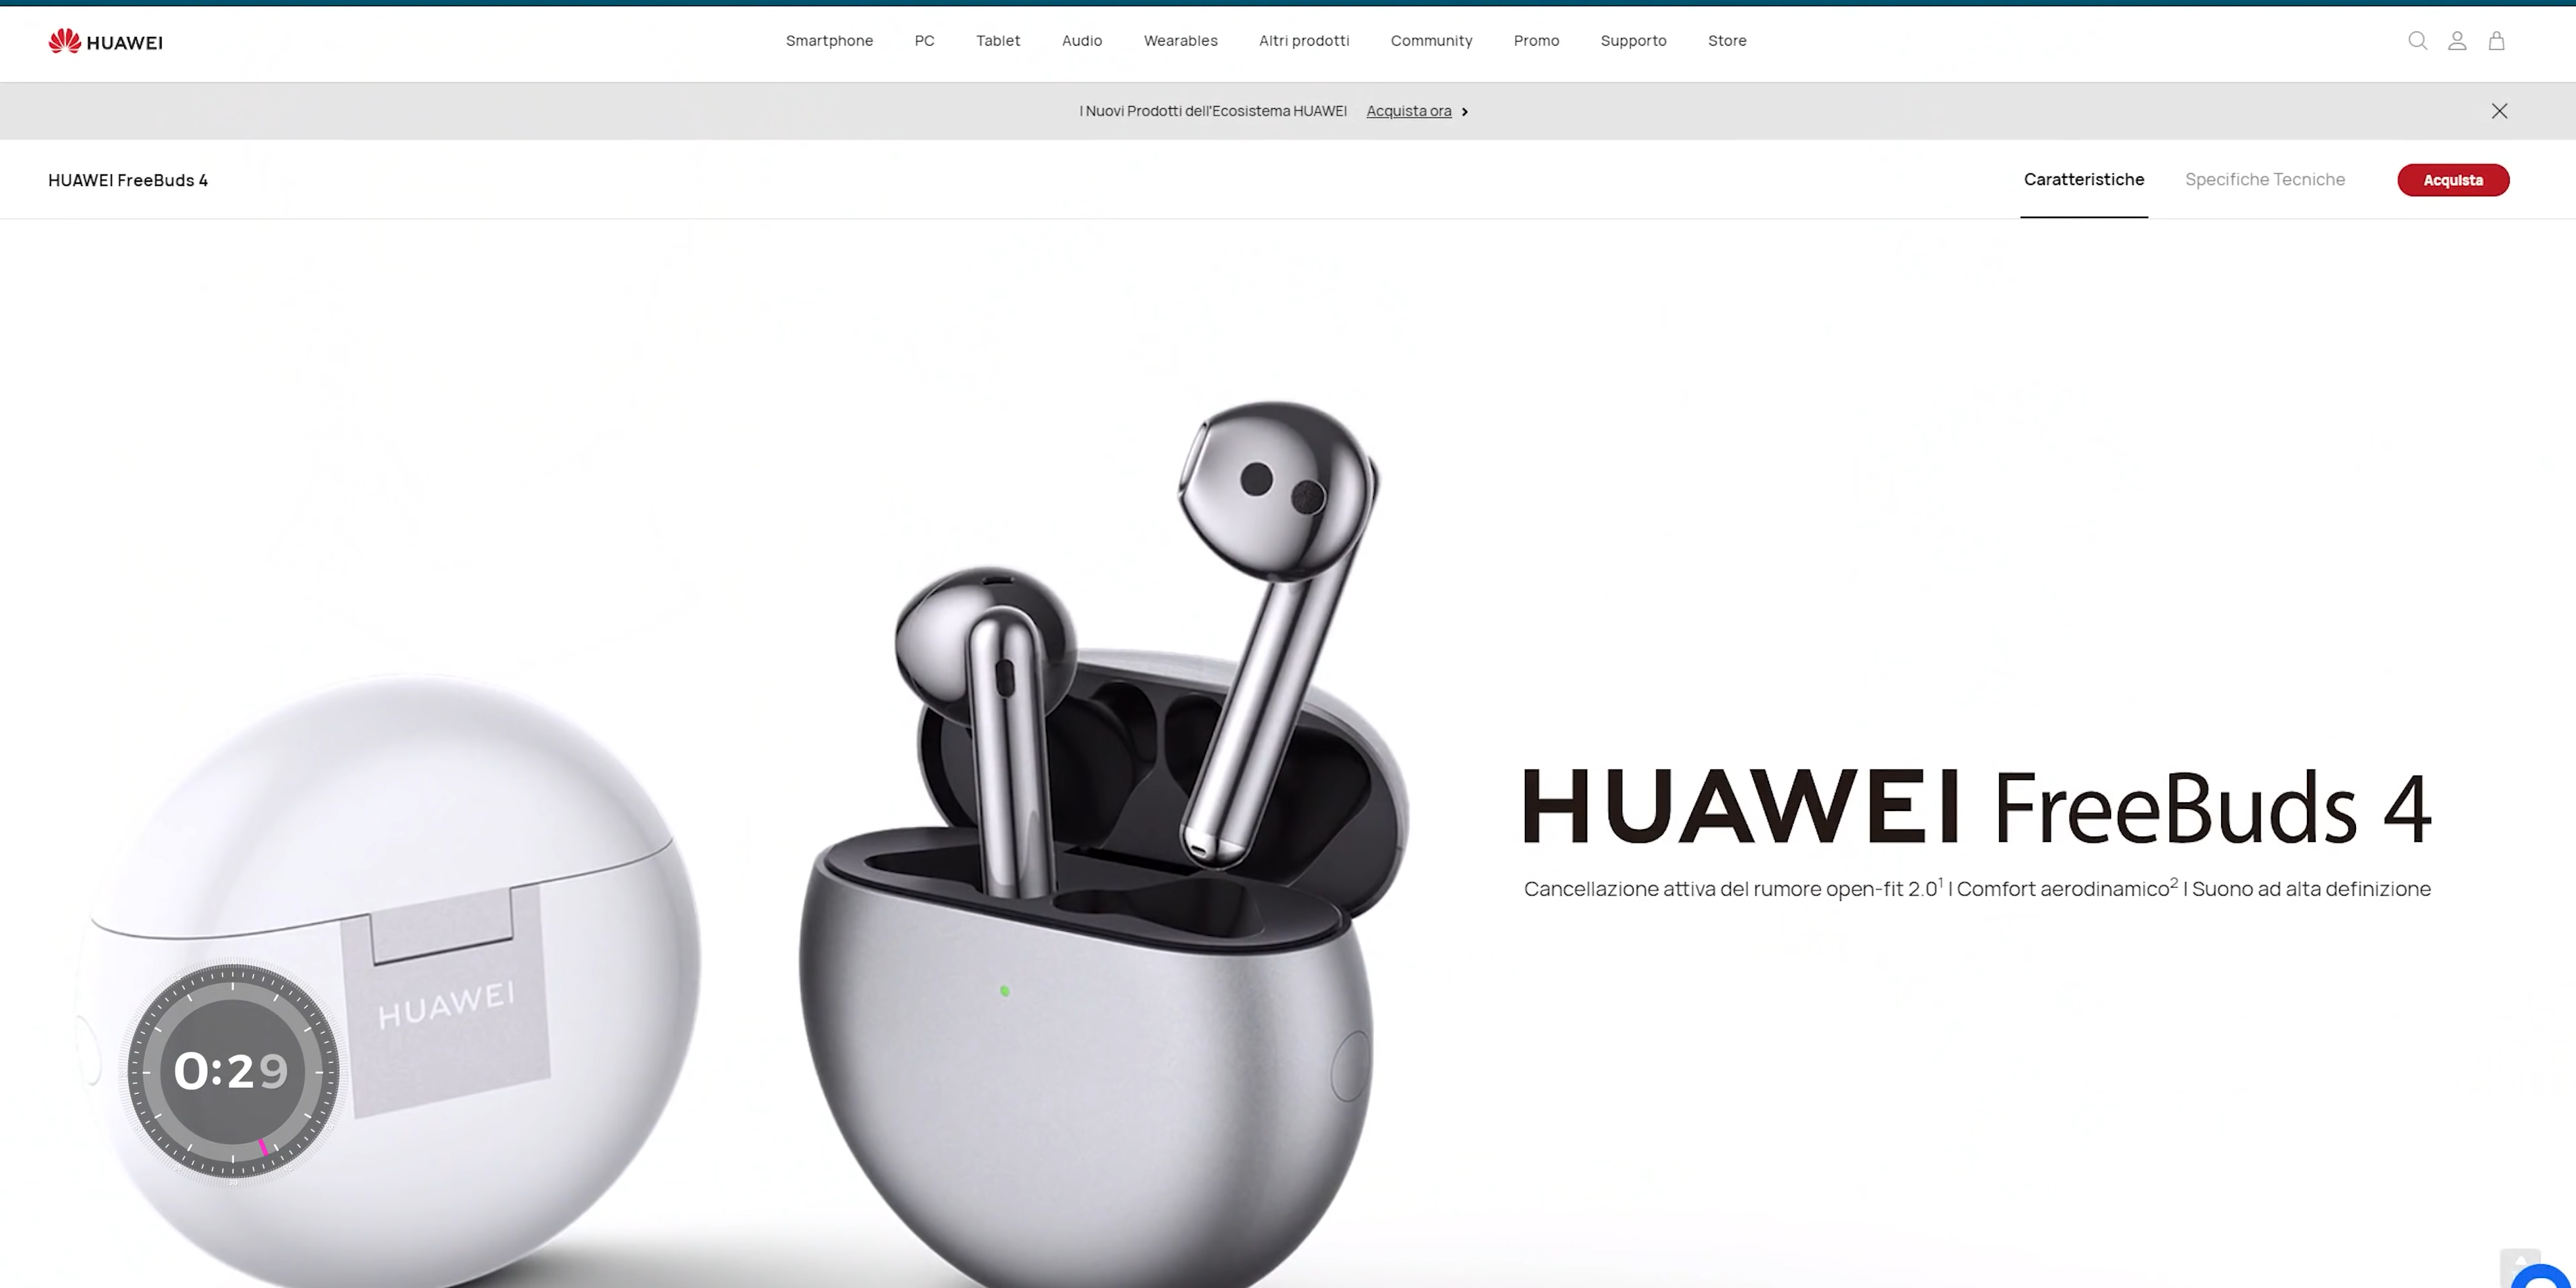 HUAWEI
Smartphone PC Tablet Audio Wearables Altri prodotti Community Promo Supporto Store
I Nuovi Prodotti dell'Ecosistema HUAWEI Acquista ora
HUAWEI FreeBuds 4
Caratteristiche Specifiche Tecniche Acquista
HUAWEI FreeBuds 4
Cancellazione attiva del rumore open-fit 2.0¹ | Comfort aerodinamico² | Suono ad alta definizione
HUAWEI
0:29